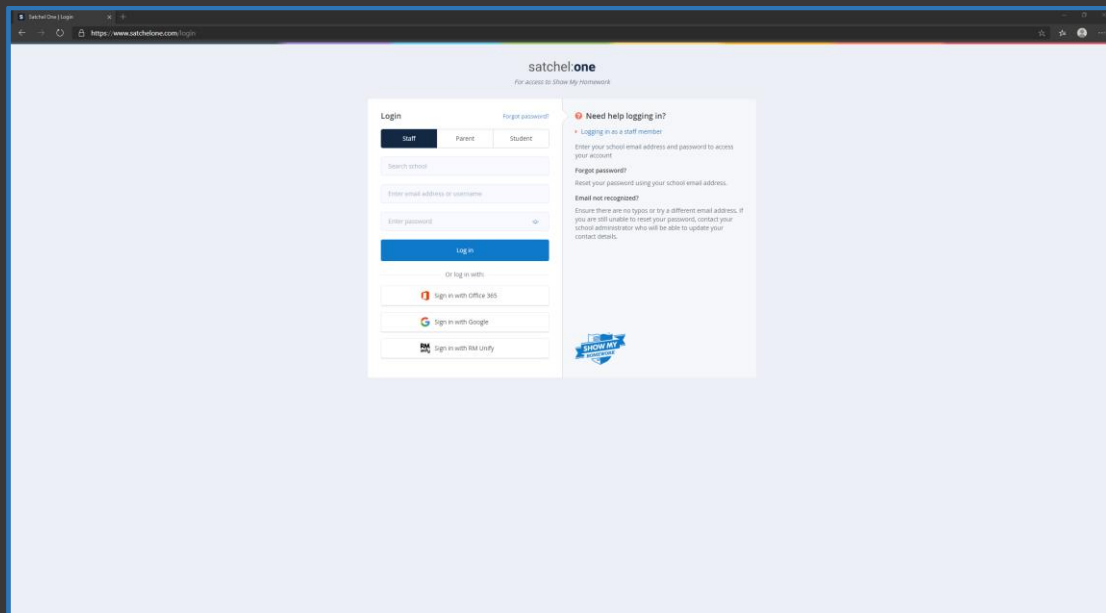 Satchel One | Login
https://www.satchelone.com/login
satchel:one
For access to Show My Homework
Login
Forgot password?
Staff
Parent
Student
Search school
Enter email address or username
Enter password
Log in
Or log in with:
Sign in with Office 365
Sign in with Google
RM
Sign in with RM Unify
Need help logging in?
Logging in as a staff member
Enter your school email address and password to access
your account
Forgot password?
Reset your password using your school email address.
Email not recognized?
Ensure there are no typos or try a different email address. If
you are still unable to reset your password, contact your
school administrator who will be able to update your
contact details.
SHOW MY
HOMEWORK